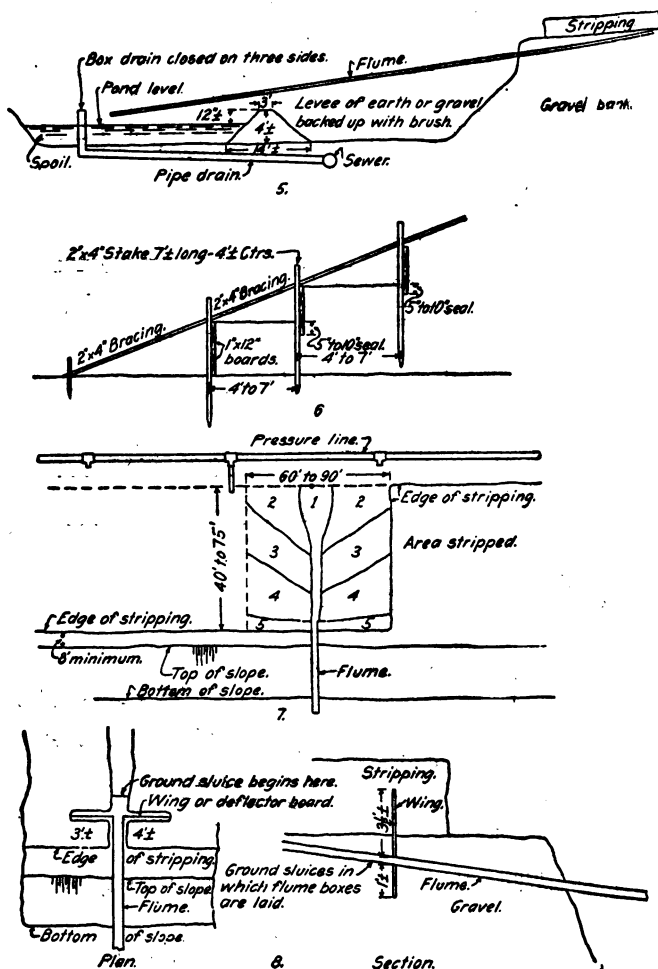 Stripping
Box drain closed on three sides.
Flume.
Pond level.
3'
12"±
4'±
Levee of earth or gravel
backed up with brush.
Gravel bank.
Spoil.
14'±
Sewer.
Pipe drain.
5.
2"x4" Stake 7'± long-4'± Ctrs.
2"x4" Bracing.
2"x4" Bracing.
5" to 10" seal.
1"x12"
boards.
5" to 10" seal.
4' to 7'
4' to 7'
6
Pressure line.
60' to 90'
2
1
2
Edge of stripping.
40' to 75'
3
3
Area stripped.
4
4
Edge of stripping.
5
5
8' minimum.
Top of slope.
Flume.
Bottom of slope.
7.
Ground sluice begins here.
Wing or deflector board.
Stripping.
Wing.
3'±
4'±
Edge of stripping.
Ground sluices in
which flume boxes
are laid.
1'±
Top of slope.
Flume.
Flume.
Gravel.
Bottom of slope.
Plan.
8.
Section.